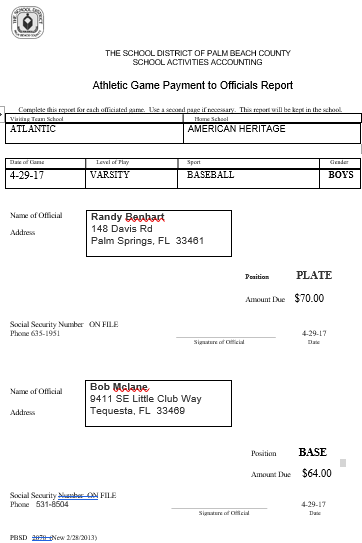 THE SCHOOL DISTRICT OF PALM BEACH COUNTY
SCHOOL ACTIVITIES ACCOUNTING
Athletic Game Payment to Officials Report
Complete this report for each officiated game. Use a second page if necessary. This report will be kept in the school.
Visiting Team School Home School
ATLANTIC AMERICAN HERITAGE
Date of Game Level of Play Sport Gender
4-29-17 VARSITY BASEBALL BOYS
Name of Official Randy Benhart
Address 148 Davis Rd
Palm Springs, FL 33461
Position PLATE
Amount Due $70.00
Social Security Number ON FILE
Phone 635-1951 4-29-17
Signature of Official Date
Name of Official Bob Mclane
9411 SE Little Club Way
Address Tequesta, FL 33469
Position BASE
Amount Due $64.00
Social Security Number ON FILE
Phone 531-8504 4-29-17
Signature of Official Date
PBSD (New 2/28/2013)